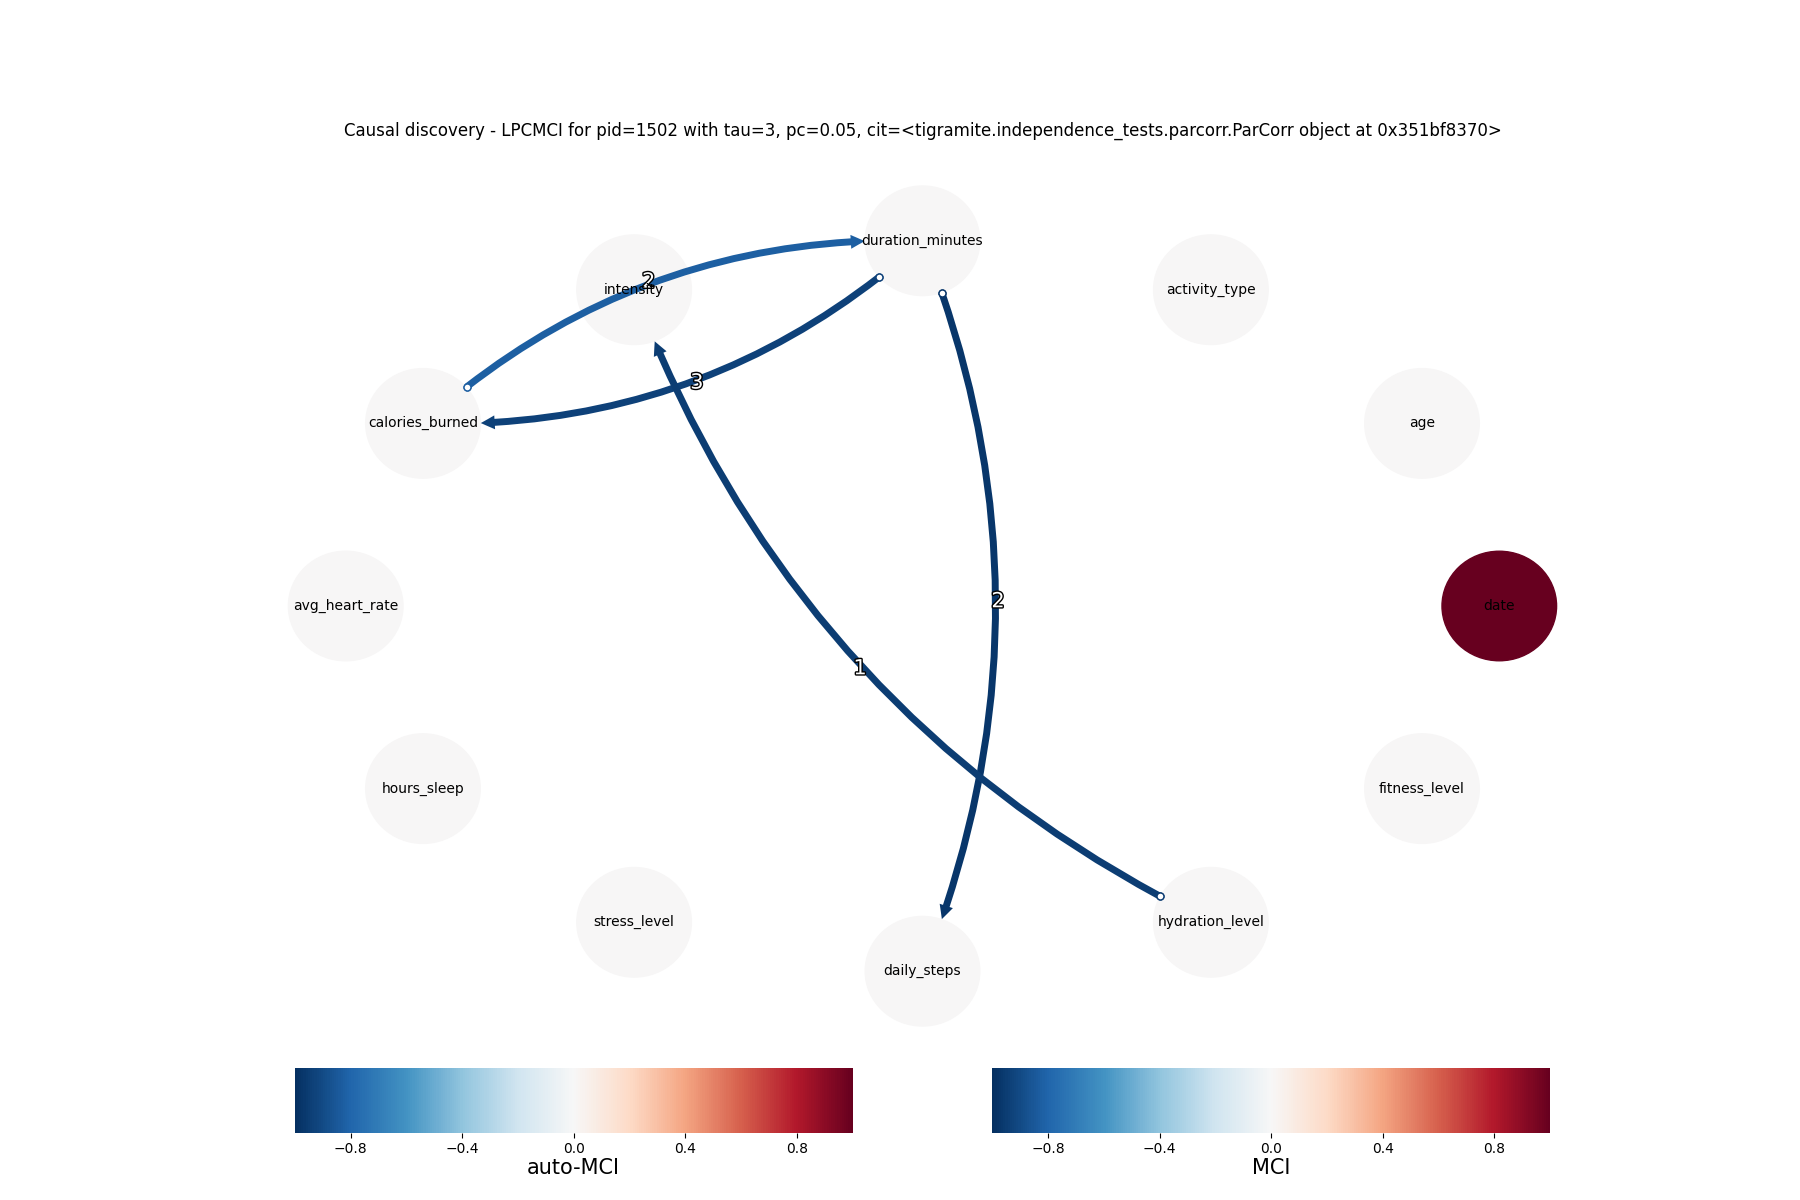 Causal discovery - LPCMCI for pid=1502 with tau=3, pc=0.05, cit=<tigramite.independence_tests.parcorr.ParCorr object at 0x351bf8370>
duration_minutes
2
intensity
activity_type
3
calories_burned
age
2
avg_heart_rate
date
1
hours_sleep
fitness_level
stress_level
hydration_level
daily_steps
−0.8 −0.4 0.0 0.4 0.8
auto-MCI
−0.8 −0.4 0.0 0.4 0.8
MCI